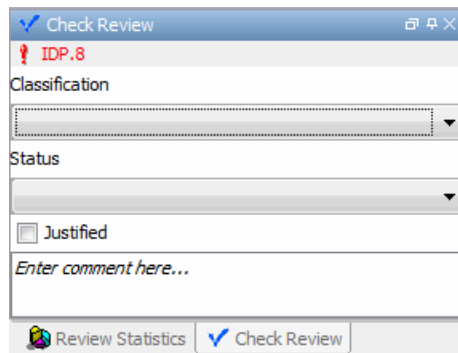 Check Review
IDP.8
Classification
Status
Justified
Enter comment here...
Review Statistics Check Review